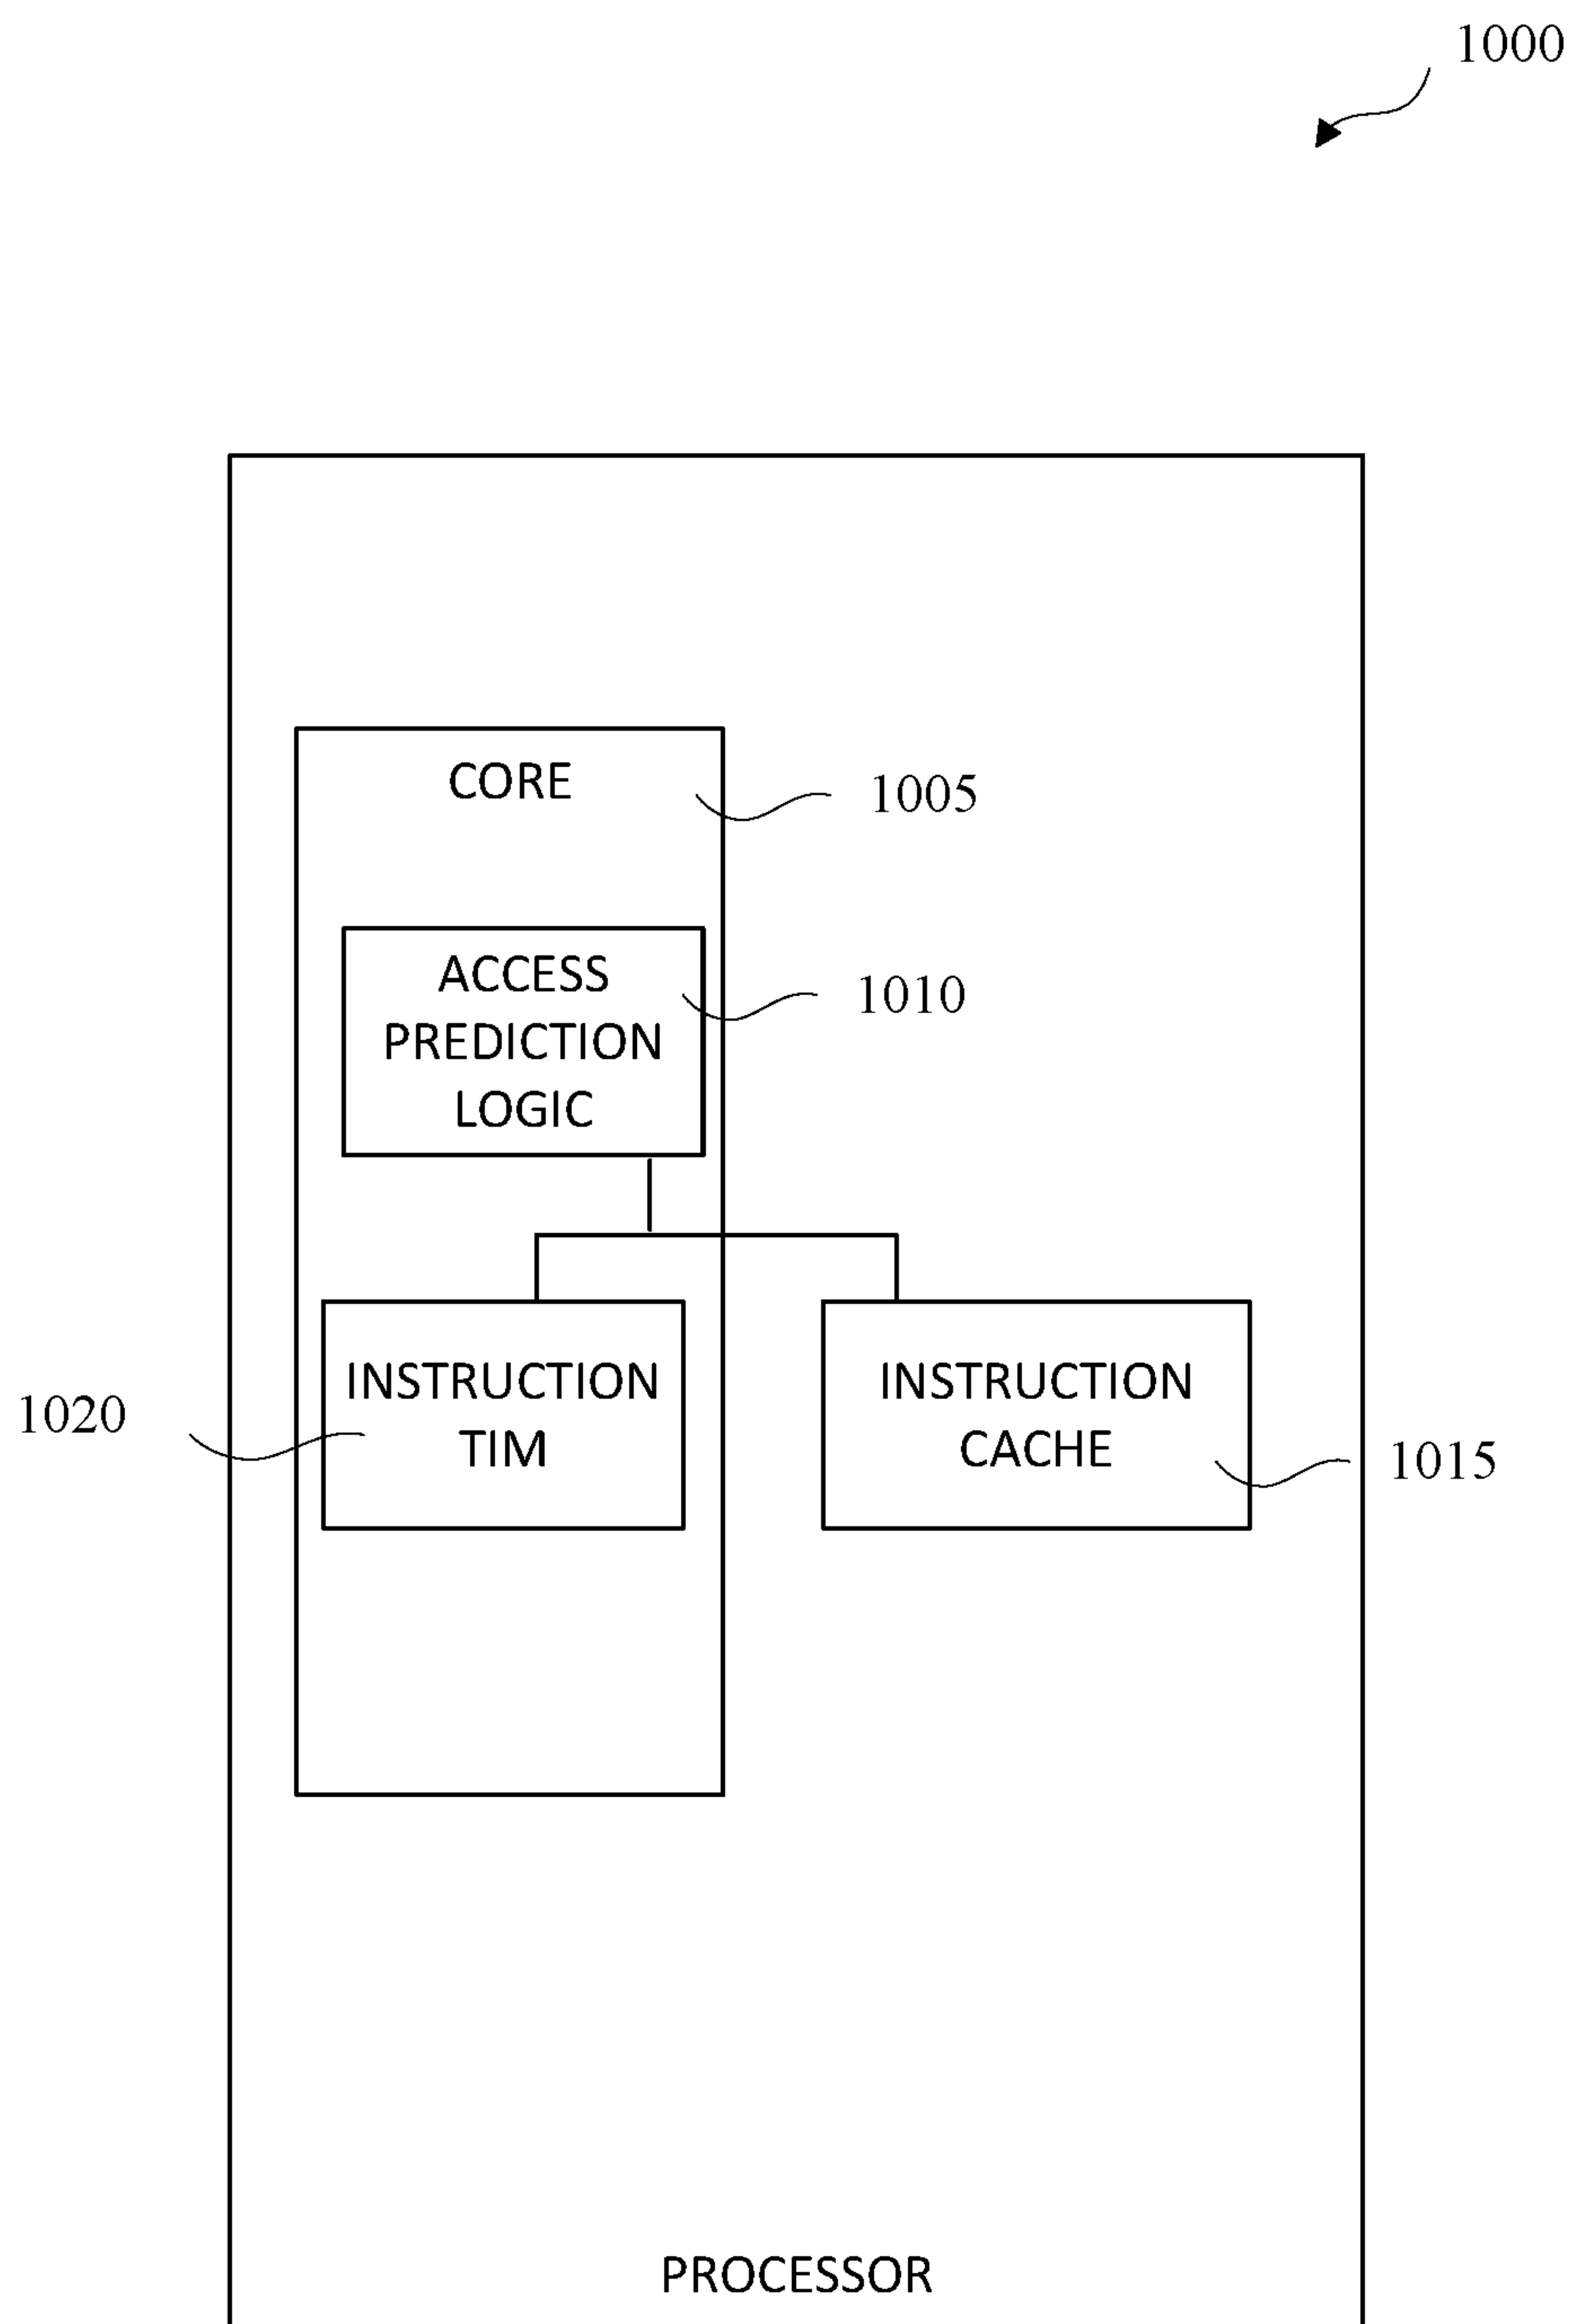 1000
CORE
1005
ACCESS
PREDICTION
LOGIC
1010
INSTRUCTION
TIM
1020
INSTRUCTION
CACHE
1015
PROCESSOR